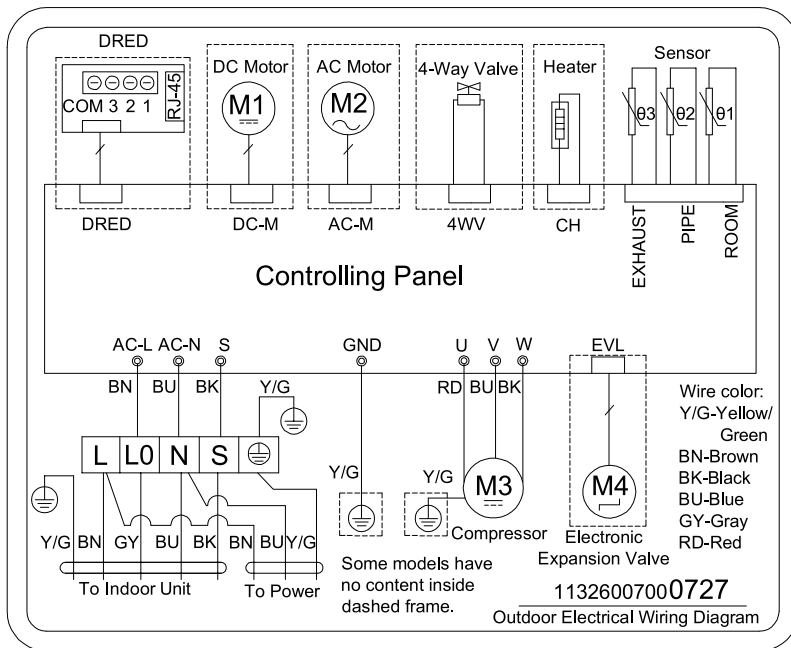 DRED
DC Motor
AC Motor
4-Way Valve
Heater
Sensor
COM 3 2 1
RJ-45
M1
M2
θ3
θ2
θ1
DRED
DC-M
AC-M
4WV
CH
EXHAUST
PIPE
ROOM
Controlling Panel
AC-L AC-N S
GND
U V W
EVL
BN BU BK
Y/G
RD BU BK
L L0 N S
Y/G
Y/G
M3
Compressor
M4
Electronic
Expansion Valve
Wire color:
Y/G-Yellow/
Green
BN-Brown
BK-Black
BU-Blue
GY-Gray
RD-Red
Y/G BN GY BU BK BN BU Y/G
To Indoor Unit
To Power
Some models have
no content inside
dashed frame.
11326007000727
Outdoor Electrical Wiring Diagram